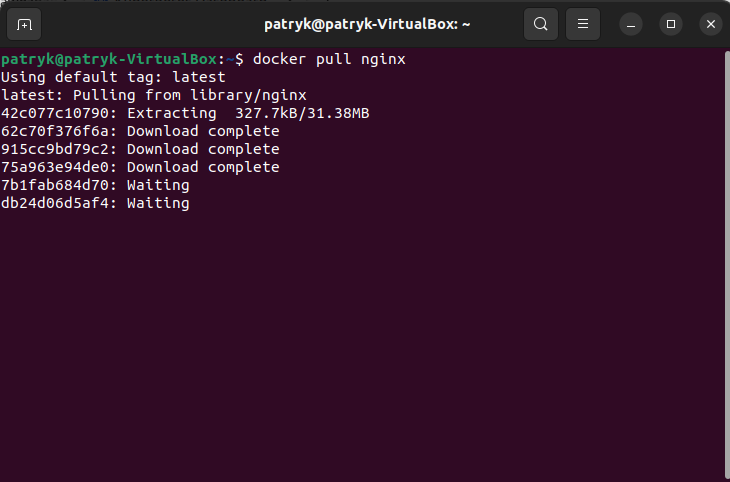 patryk@patryk-VirtualBox: ~
patryk@patryk-VirtualBox:~$ docker pull nginx
Using default tag: latest
latest: Pulling from library/nginx
42c077c10790: Extracting  327.7kB/31.38MB
62c70f376f6a: Download complete
915cc9bd79c2: Download complete
75a963e94de0: Download complete
7b1fab684d70: Waiting
db24d06d5af4: Waiting